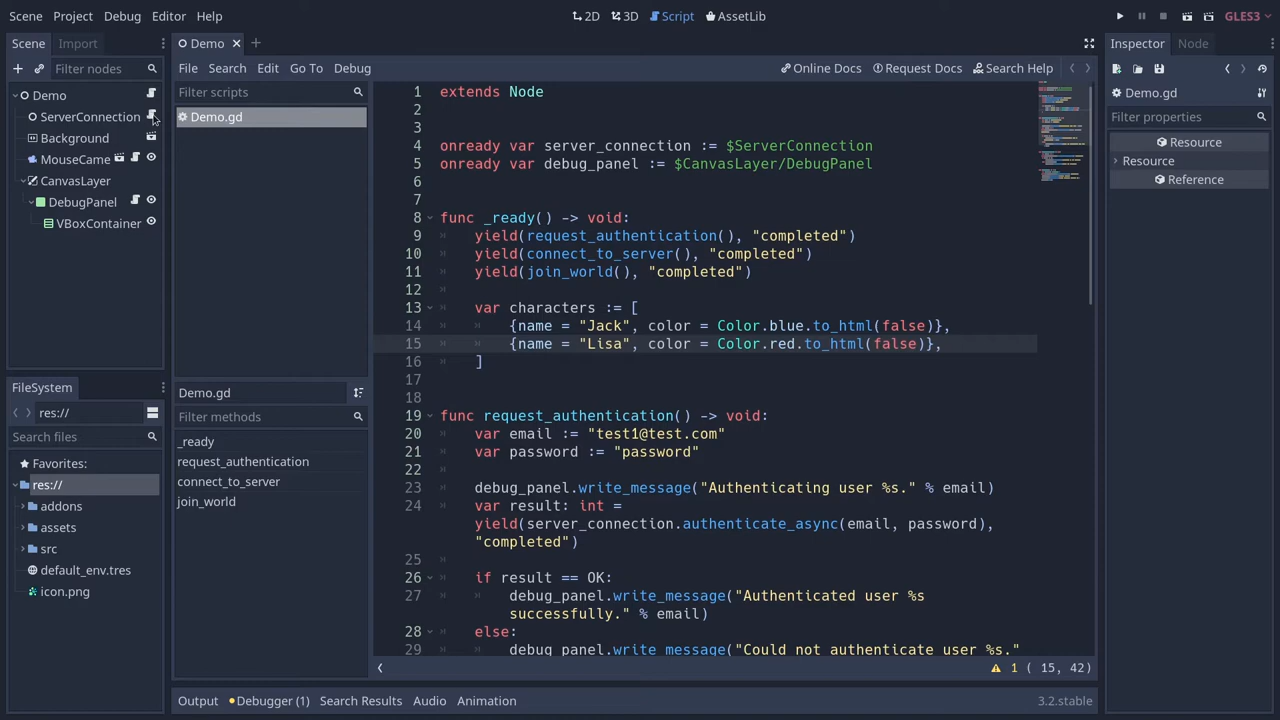 Scene Project Debug Editor Help
2D 3D Script AssetLib
GLES3
Scene Import
Filter nodes
Demo
ServerConnection
Background
MouseCame
CanvasLayer
DebugPanel
VBoxContainer
FileSystem
res://
Search files
Favorites:
res://
addons
assets
src
default_env.tres
icon.png
Demo
File Search Edit Go To Debug
Online Docs Request Docs Search Help
Filter scripts
Demo.gd
Demo.gd
Filter methods
_ready
request_authentication
connect_to_server
join_world
1 extends Node
2
3
4 onready var server_connection := $ServerConnection
5 onready var debug_panel := $CanvasLayer/DebugPanel
6
7
8 func _ready() -> void:
9 yield(request_authentication(), "completed")
10 yield(connect_to_server(), "completed")
11 yield(join_world(), "completed")
12
13 var characters := [
14 {name = "Jack", color = Color.blue.to_html(false)},
15 {name = "Lisa", color = Color.red.to_html(false)},
16 ]
17
18
19 func request_authentication() -> void:
20 var email := "test1@test.com"
21 var password := "password"
22
23 debug_panel.write_message("Authenticating user %s." % email)
24 var result: int =
yield(server_connection.authenticate_async(email, password),
"completed")
25
26 if result == OK:
27 debug_panel.write_message("Authenticated user %s
successfully." % email)
28 else:
29 debug_panel.write_message("Could not authenticate user %s."
1 ( 15, 42)
Output Debugger (1) Search Results Audio Animation
3.2.stable
Inspector Node
Demo.gd
Filter properties
Resource
Resource
Reference